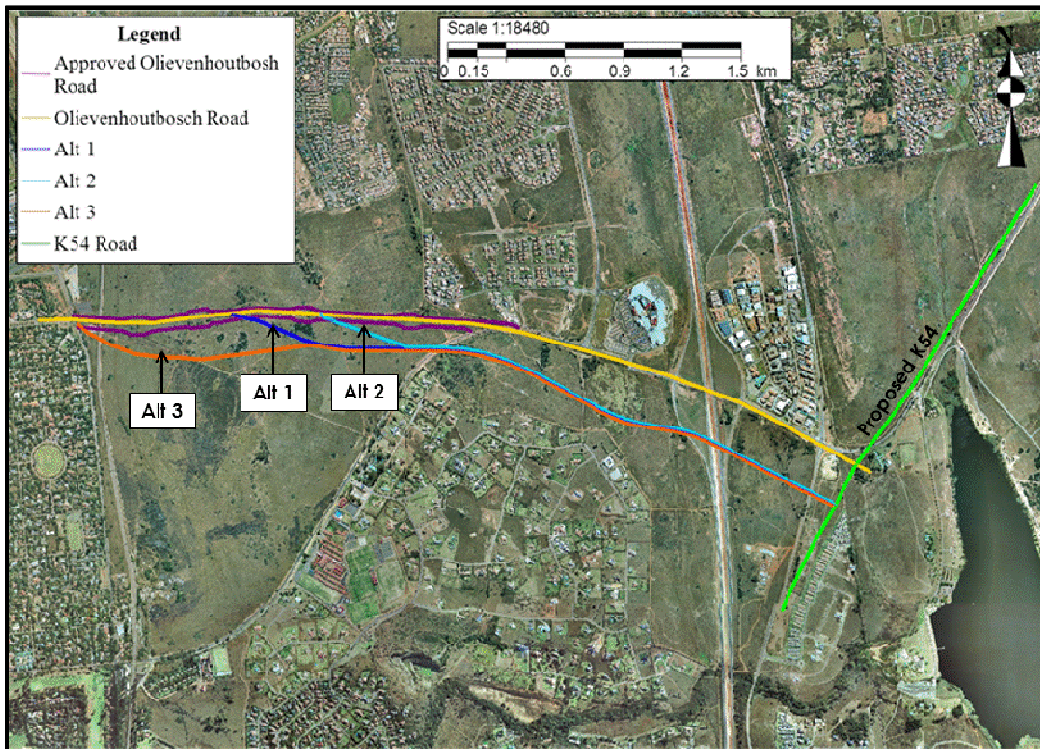 Legend
Approved Olievenhoutbosh
Road
Olievenhoutbosch Road
Alt 1
Alt 2
Alt 3
K54 Road
Scale 1:18480
0 0.15 0.6 0.9 1.2 1.5 km
Proposed K54
Alt 3
Alt 1
Alt 2